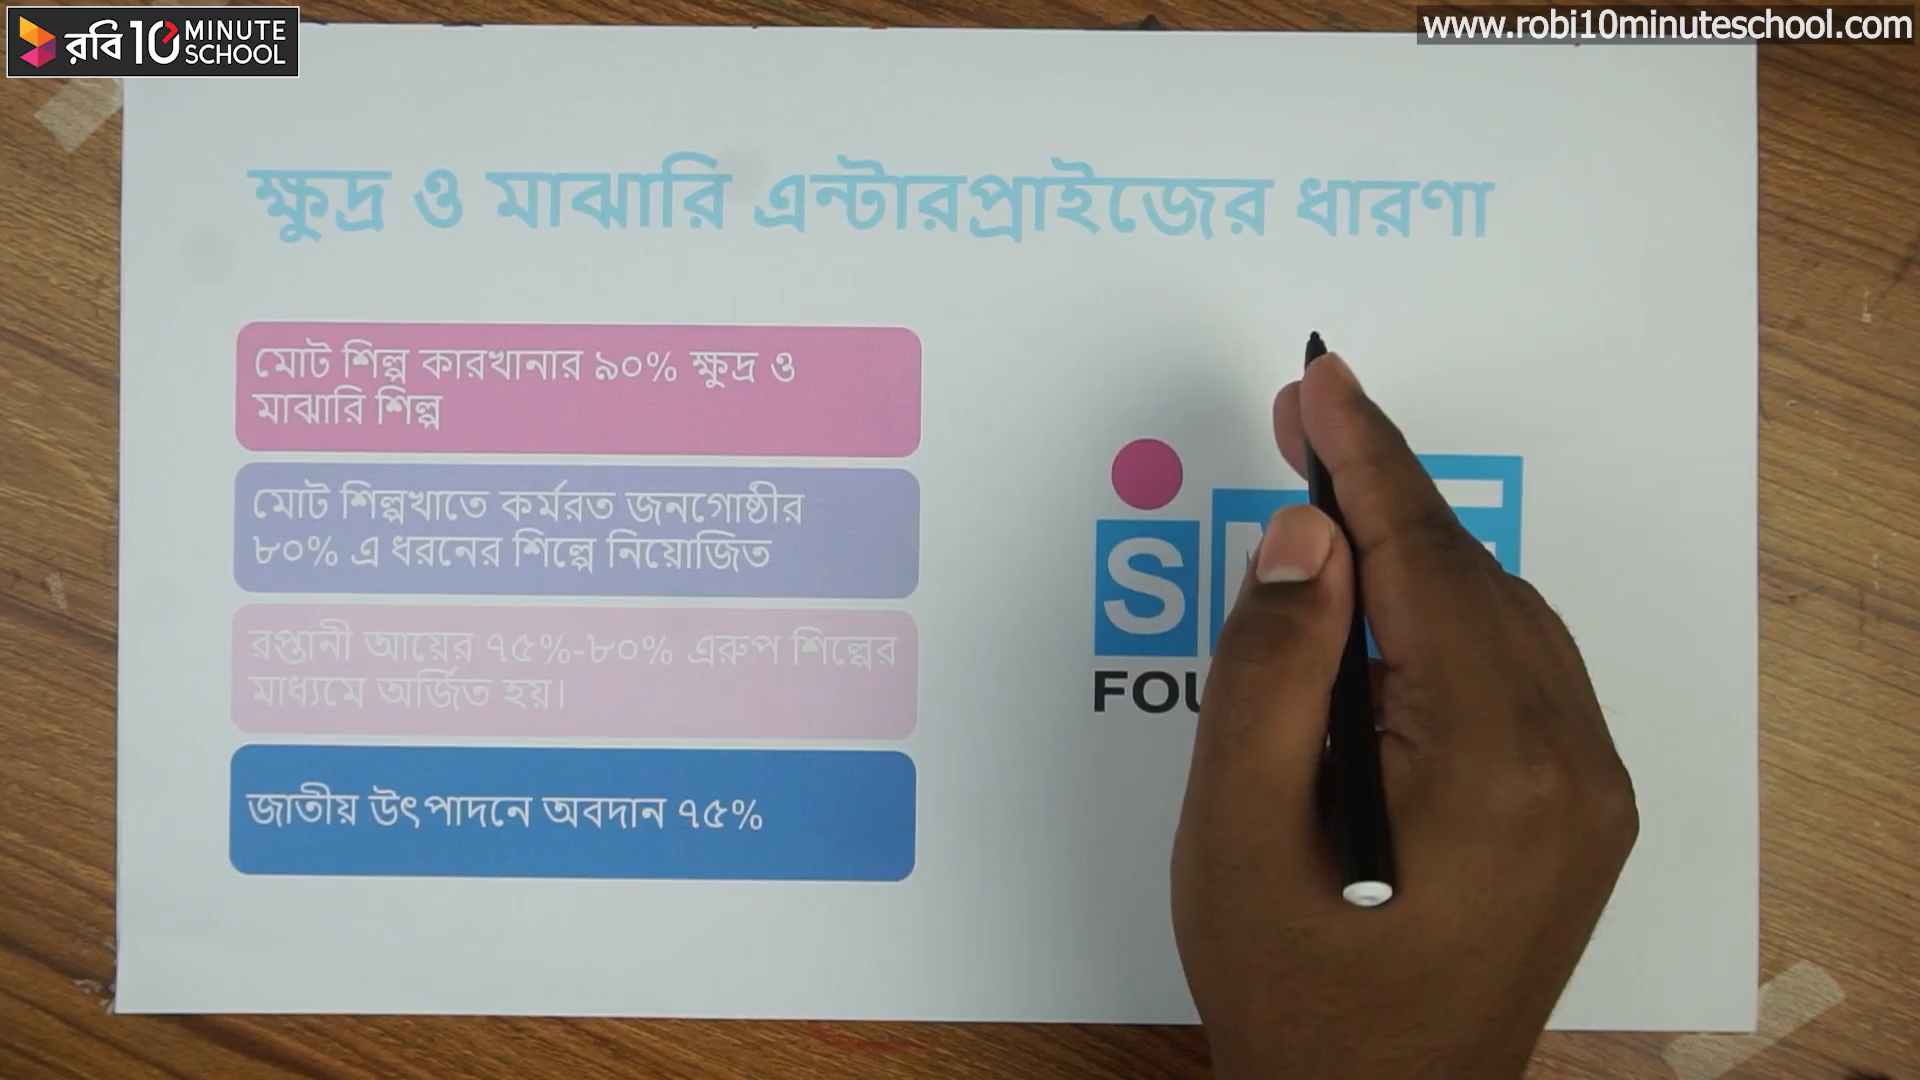 রবি 10 MINUTE SCHOOL
www.robi10minuteschool.com
ক্ষুদ্র ও মাঝারি এন্টারপ্রাইজের ধারণা
মোট শিল্প কারখানার ৯০% ক্ষুদ্র ও
মাঝারি শিল্প
মোট শিল্পখাতে কর্মরত জনগোষ্ঠীর
৮০% এ ধরনের শিল্পে নিয়োজিত
রপ্তানী আয়ের ৭৫%-৮০% এরুপ শিল্পের
মাধ্যমে অর্জিত হয়।
জাতীয় উৎপাদনে অবদান ৭৫%